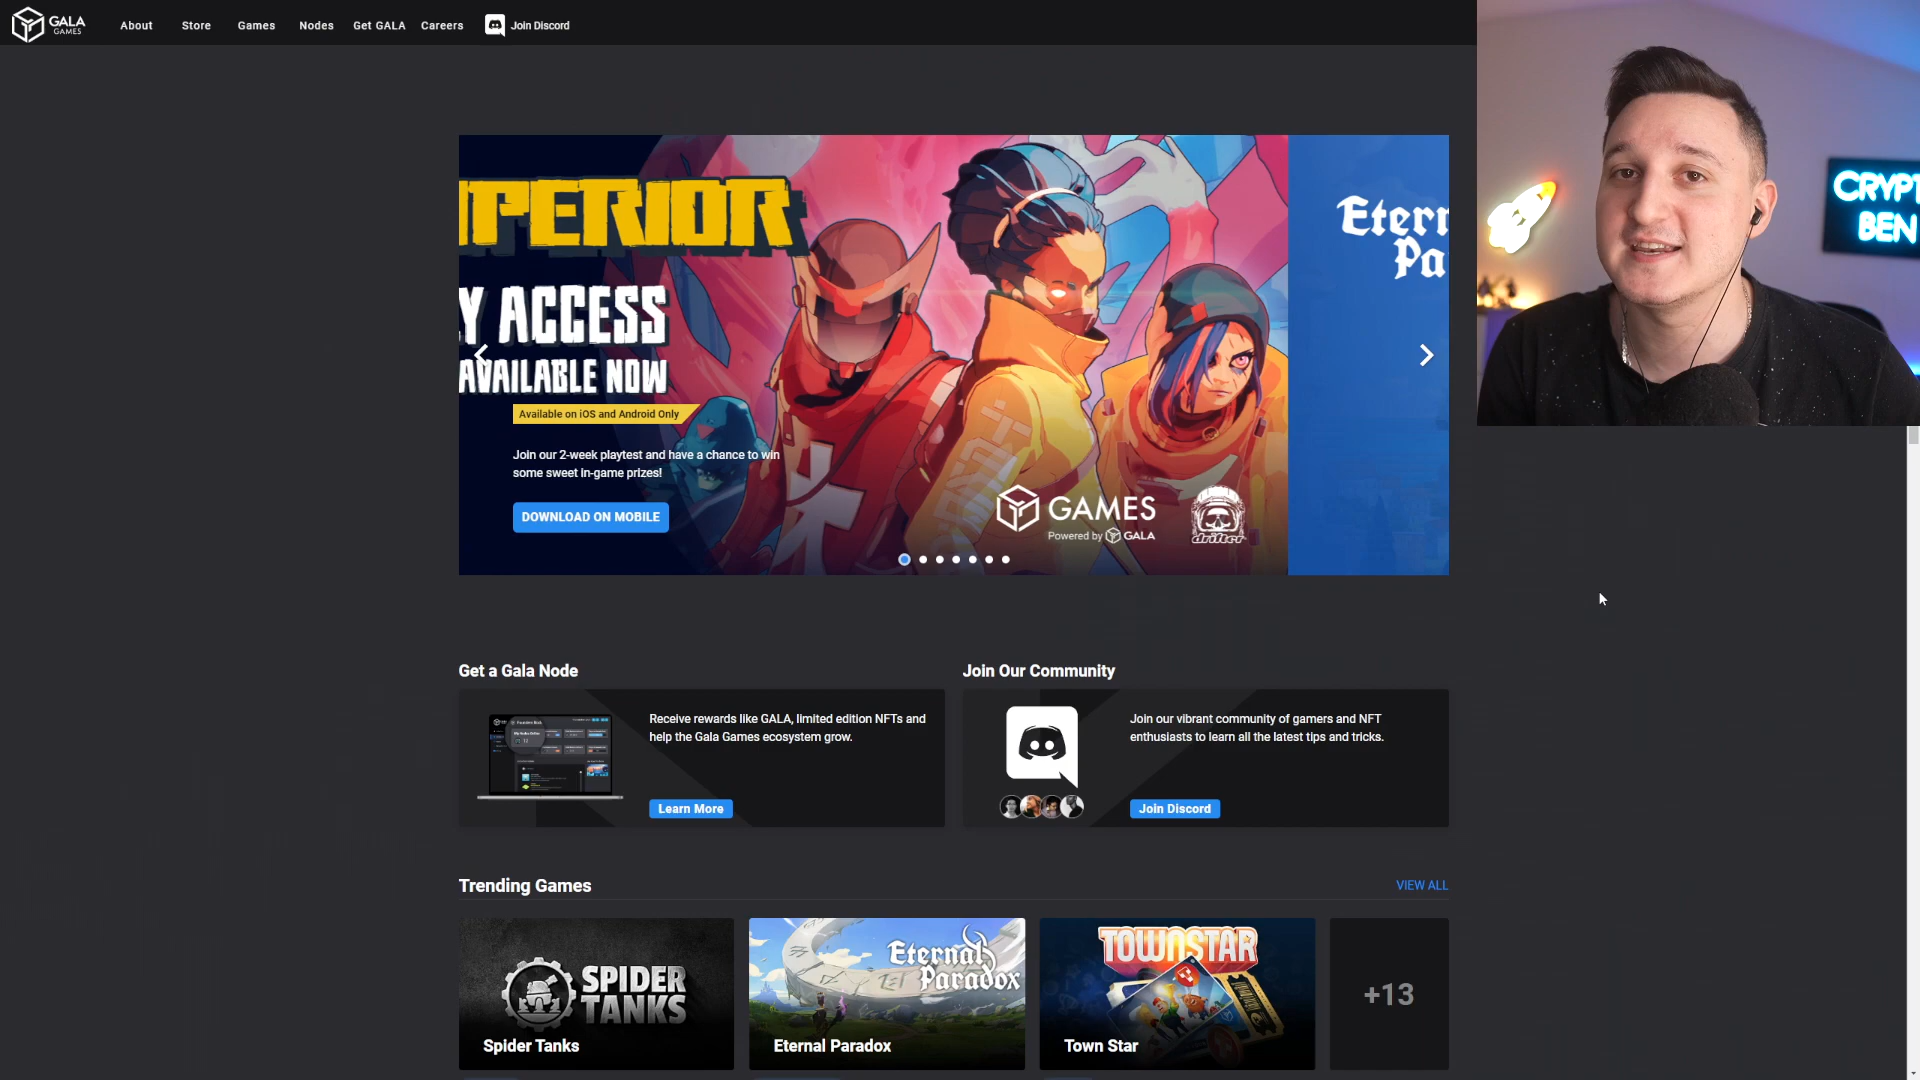 GALA
GAMES
About
Store
Games
Nodes
Get GALA
Careers
Join Discord
CRYPT
BEN
PERIOR
Y ACCESS
AVAILABLE NOW
Available on iOS and Android Only
Join our 2-week playtest and have a chance to win
some sweet in-game prizes!
DOWNLOAD ON MOBILE
GAMES
Powered by GALA
drifter
Etern
Pa
Get a Gala Node
Receive rewards like GALA, limited edition NFTs and
help the Gala Games ecosystem grow.
Learn More
Join Our Community
Join our vibrant community of gamers and NFT
enthusiasts to learn all the latest tips and tricks.
Join Discord
Trending Games
VIEW ALL
SPIDER
TANKS
Spider Tanks
Eternal
Paradox
Eternal Paradox
TOWNSTAR
Town Star
+13